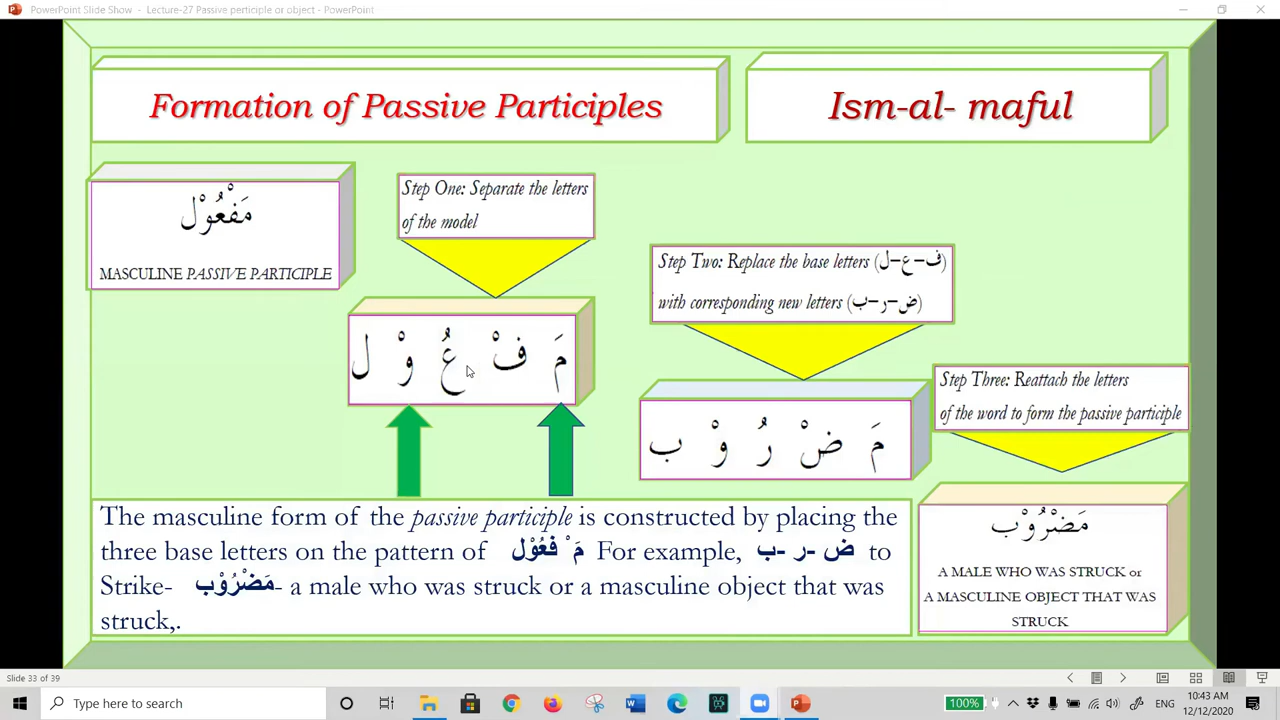 PowerPoint Slide Show - Lecture-27 Passive perticiple or object - PowerPoint
Formation of Passive Participles
Ism-al- maful
مَفْعُوْل
MASCULINE PASSIVE PARTICIPLE
Step One: Separate the letters
of the model
مَ فْ عُ وْ ل
Step Two: Replace the base letters (ف–ع–ل)
with corresponding new letters (ض–ر–ب)
مَ ضْ رُ وْ ب
Step Three: Reattach the letters
of the word to form the passive participle
مَضْرُوْب
A MALE WHO WAS STRUCK or
A MASCULINE OBJECT THAT WAS
STRUCK
The masculine form of the passive participle is constructed by placing the
three base letters on the pattern of مَ ْفعُوْل For example, ض -ر -ب to
Strike- مَضْرُوْب- a male who was struck or a masculine object that was
struck,.
Slide 33 of 39
Type here to search
100%
ENG
10:43 AM
12/12/2020